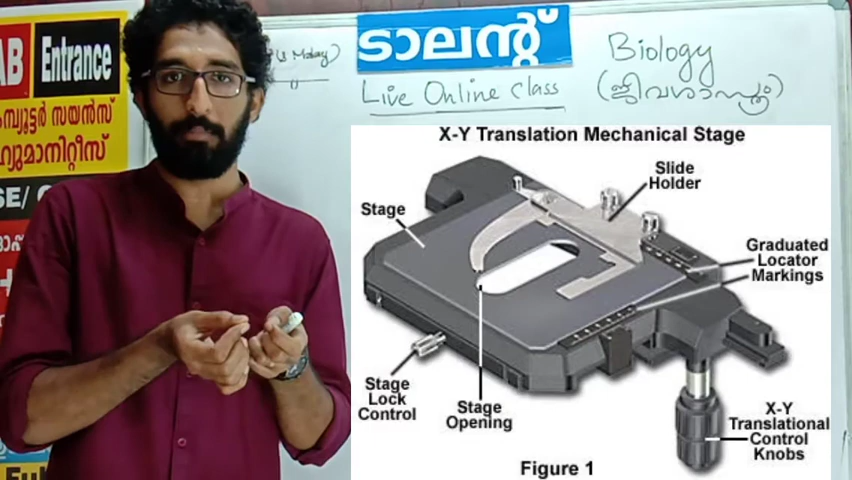 AB Entrance
മ്പ്യൂട്ടർ സയൻസ്
ഹ്യുമാനിറ്റീസ്
SE/
ടാലന്റ്
Live Online Class
Biology
(ജീവശാസ്ത്രം)
X-Y Translation Mechanical Stage
Slide
Holder
Stage
Graduated
Locator
Markings
Stage
Lock
Control
Stage
Opening
X-Y
Translational
Control
Knobs
Figure 1